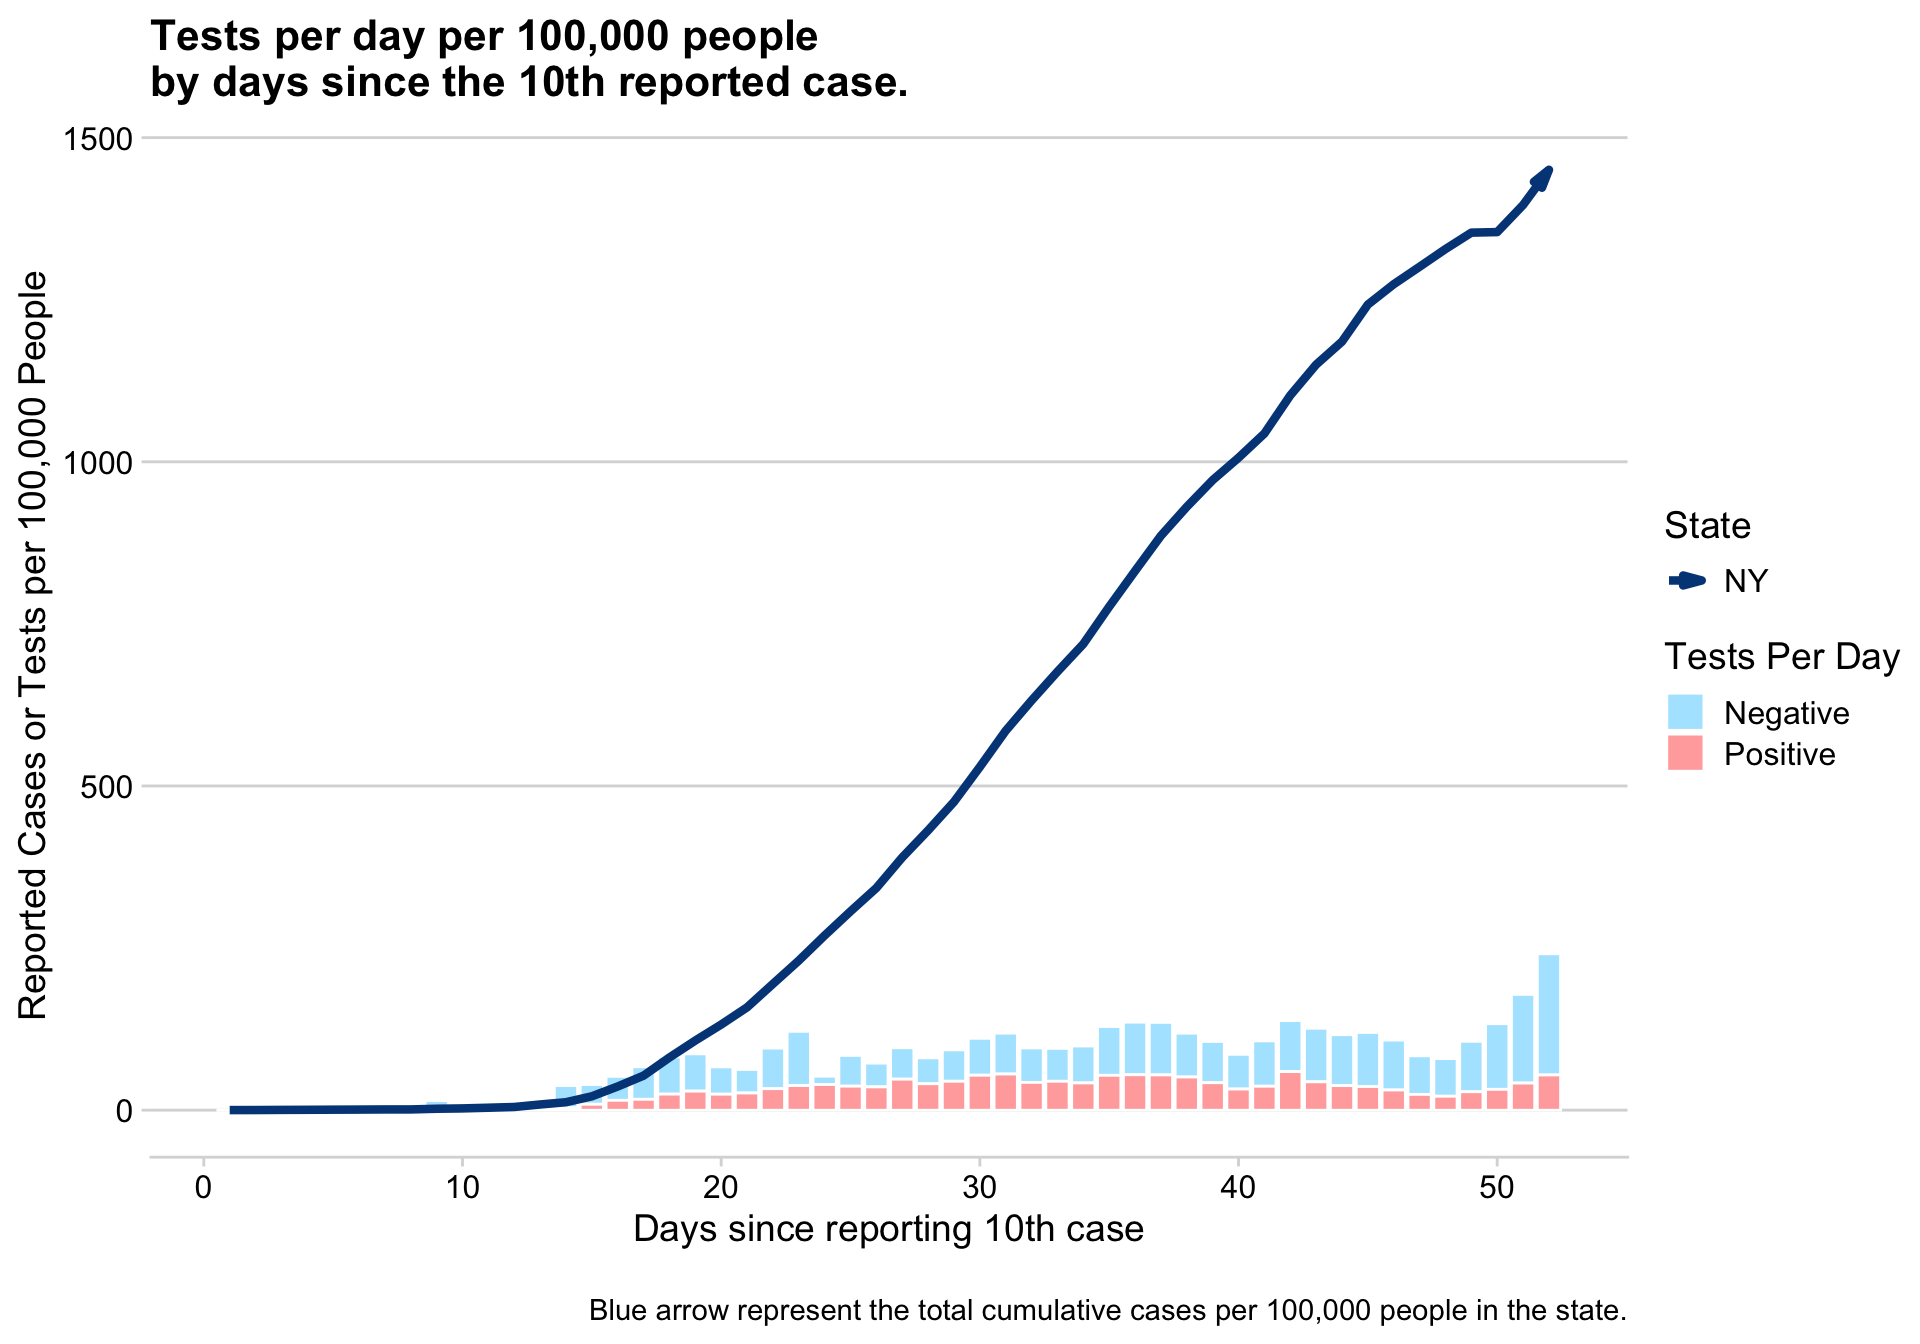 Tests per day per 100,000 people
by days since the 10th reported case.
Reported Cases or Tests per 100,000 People
1500
1000
500
0
0
10
20
30
40
50
Days since reporting 10th case
State
NY
Tests Per Day
Negative
Positive
Blue arrow represent the total cumulative cases per 100,000 people in the state.